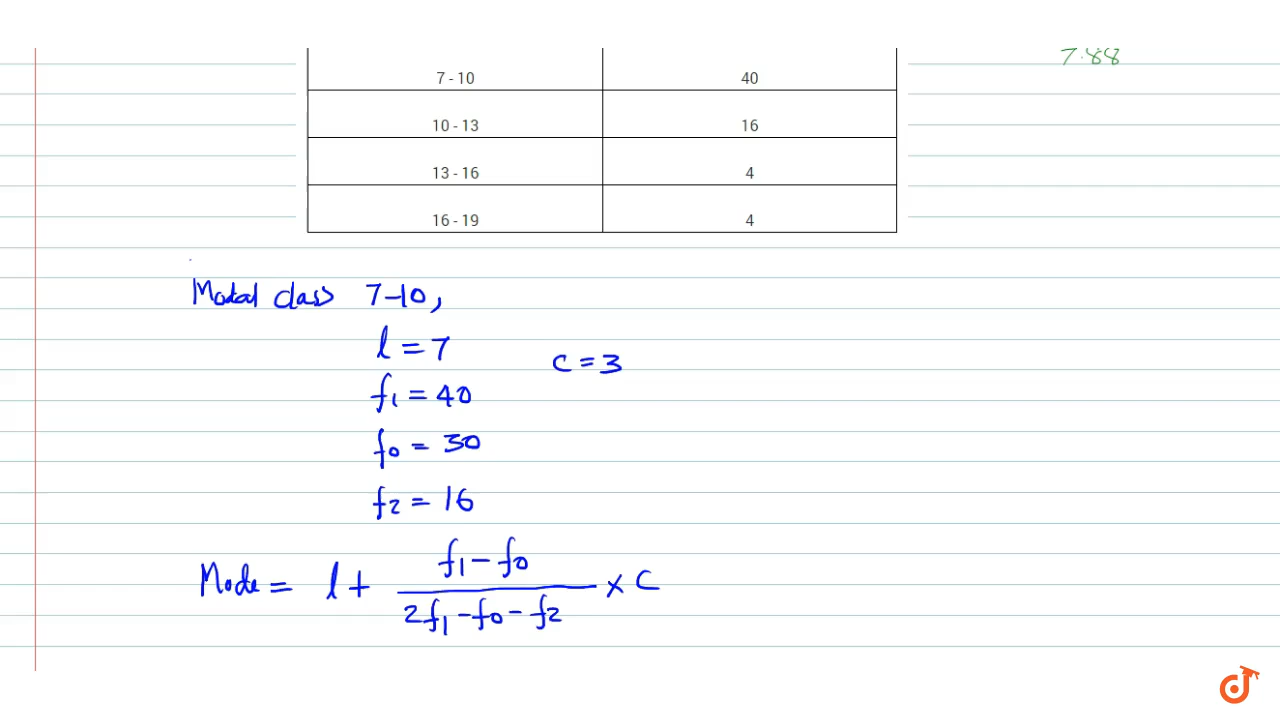 7.88
7 - 10 40
10 - 13 16
13 - 16 4
16 - 19 4
Modal class 7-10,
l = 7
c = 3
f1 = 40
f0 = 30
f2 = 16
Mode = l + (f1 - f0) / (2f1 - f0 - f2) × c